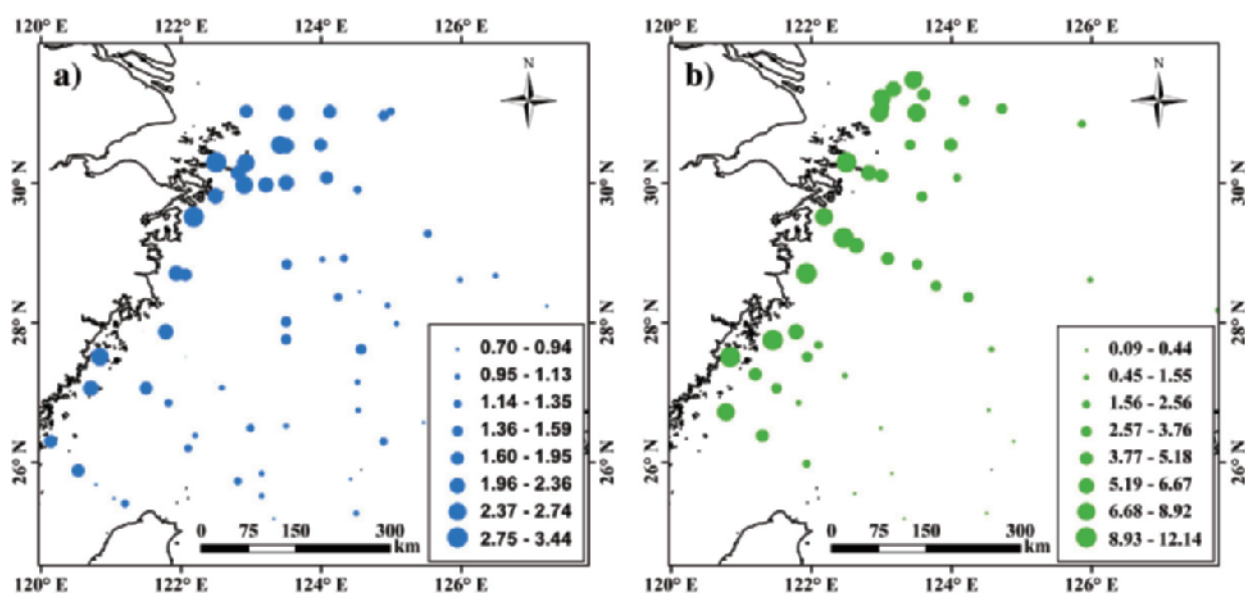 120° E 122° E 124° E 126° E
a)
N
30° N
28° N
26° N
0.70 - 0.94
0.95 - 1.13
1.14 - 1.35
1.36 - 1.59
1.60 - 1.95
1.96 - 2.36
2.37 - 2.74
2.75 - 3.44
0 75 150 300
km
120° E 122° E 124° E 126° E
120° E 122° E 124° E 126° E
b)
N
30° N 30° N
28° N 28° N
26° N 26° N
0.09 - 0.44
0.45 - 1.55
1.56 - 2.56
2.57 - 3.76
3.77 - 5.18
5.19 - 6.67
6.68 - 8.92
8.93 - 12.14
0 75 150 300
km
120° E 122° E 124° E 126° E